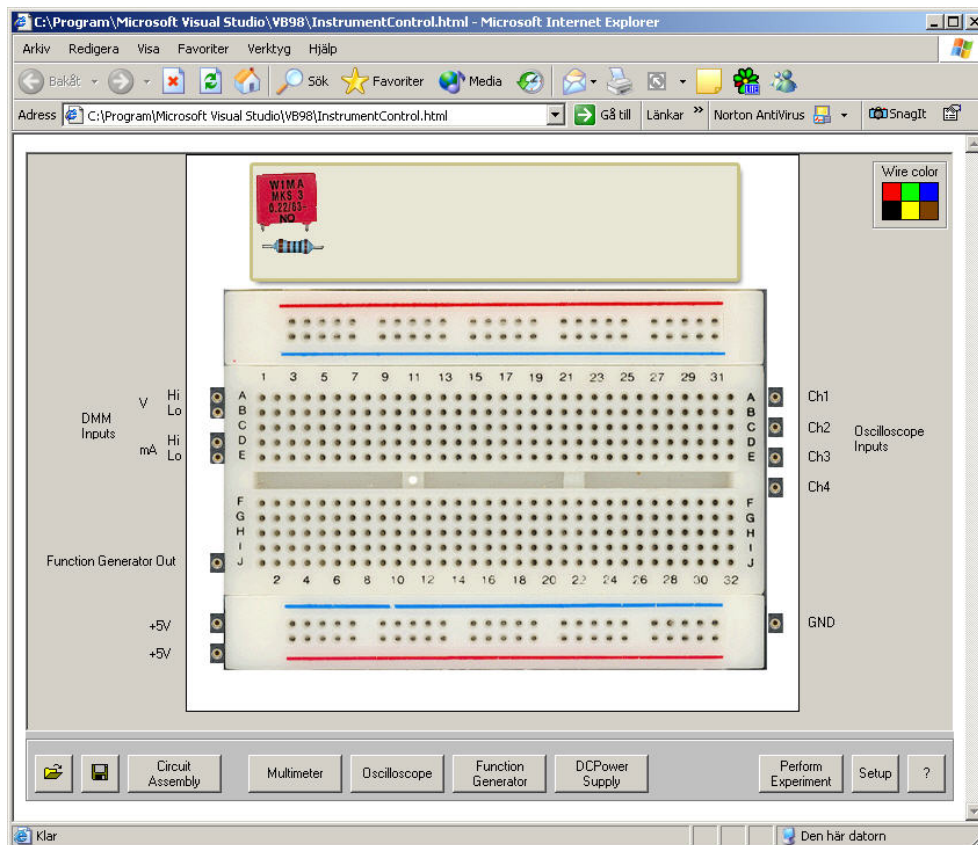 C:\Program\Microsoft Visual Studio\VB98\InstrumentControl.html - Microsoft Internet Explorer
Arkiv Redigera Visa Favoriter Verktyg Hjälp
Bakåt Sök Favoriter Media
Adress C:\Program\Microsoft Visual Studio\VB98\InstrumentControl.html Gå till Länkar » Norton AntiVirus SnagIt
Wire color
WIMA
MKS 3
0.22/63-
NO
1 3 5 7 9 11 13 15 17 19 21 23 25 27 29 31
V Hi A A Ch1
Lo B B
DMM Inputs C C Ch2 Oscilloscope Inputs
mA Hi D D
Lo E E Ch3
Ch4
F F
G G
H H
I I
Function Generator Out J J
2 4 6 8 10 12 14 16 18 20 22 24 26 28 30 32
+5V GND
+5V
Circuit Assembly Multimeter Oscilloscope Function Generator DCPower Supply Perform Experiment Setup ?
Klar Den här datorn